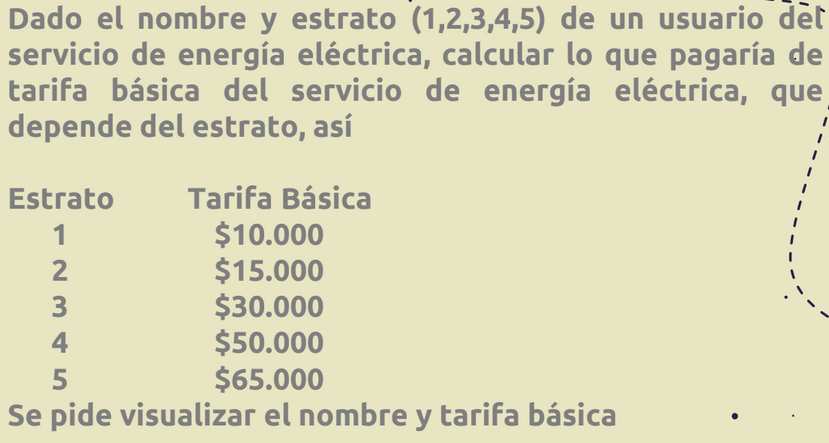 Dado el nombre y estrato (1,2,3,4,5) de un usuario del
servicio de energía eléctrica, calcular lo que pagaría de
tarifa básica del servicio de energía eléctrica, que
depende del estrato, así
Estrato Tarifa Básica
1 $10.000
2 $15.000
3 $30.000
4 $50.000
5 $65.000
Se pide visualizar el nombre y tarifa básica